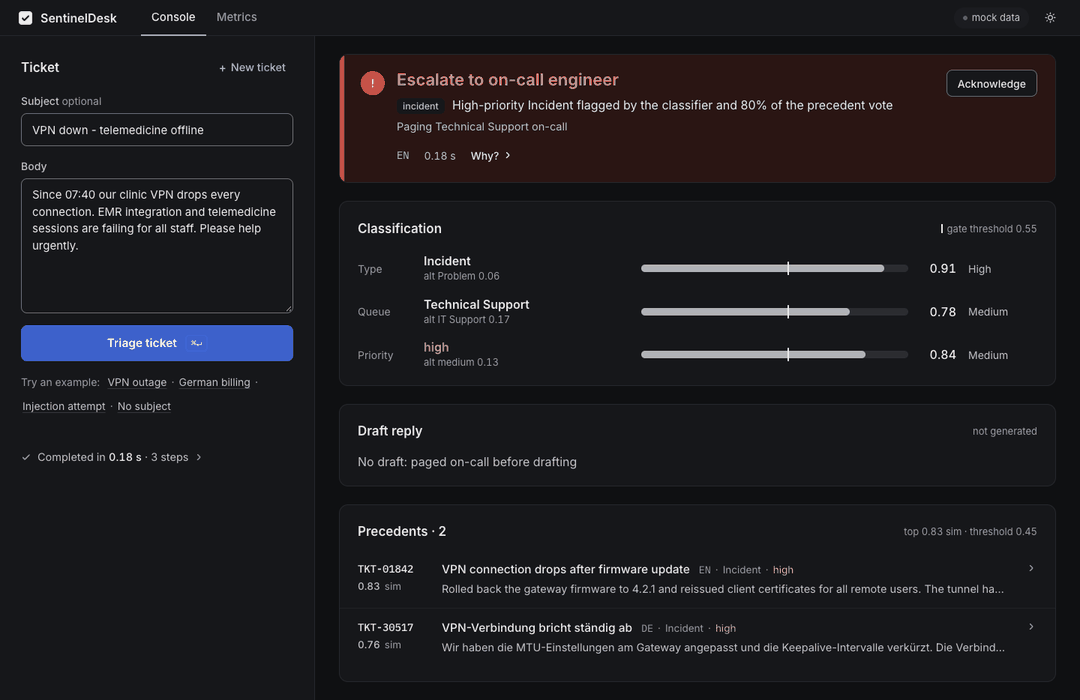 SentinelDesk
Console
Metrics
mock data
Ticket
+ New ticket
Subject optional
VPN down - telemedicine offline
Body
Since 07:40 our clinic VPN drops every
connection. EMR integration and telemedicine
sessions are failing for all staff. Please help
urgently.
Triage ticket
Try an example: VPN outage · German billing ·
Injection attempt · No subject
Completed in 0.18 s · 3 steps
Escalate to on-call engineer
Acknowledge
incident High-priority Incident flagged by the classifier and 80% of the precedent vote
Paging Technical Support on-call
EN 0.18 s Why?
Classification
gate threshold 0.55
Type
Incident
alt Problem 0.06
0.91 High
Queue
Technical Support
alt IT Support 0.17
0.78 Medium
Priority
high
alt medium 0.13
0.84 Medium
Draft reply
not generated
No draft: paged on-call before drafting
Precedents · 2
top 0.83 sim · threshold 0.45
TKT-01842
0.83 sim
VPN connection drops after firmware update EN · Incident · high
Rolled back the gateway firmware to 4.2.1 and reissued client certificates for all remote users. The tunnel ha...
TKT-30517
0.76 sim
VPN-Verbindung bricht ständig ab DE · Incident · high
Wir haben die MTU-Einstellungen am Gateway angepasst und die Keepalive-Intervalle verkürzt. Die Verbind...